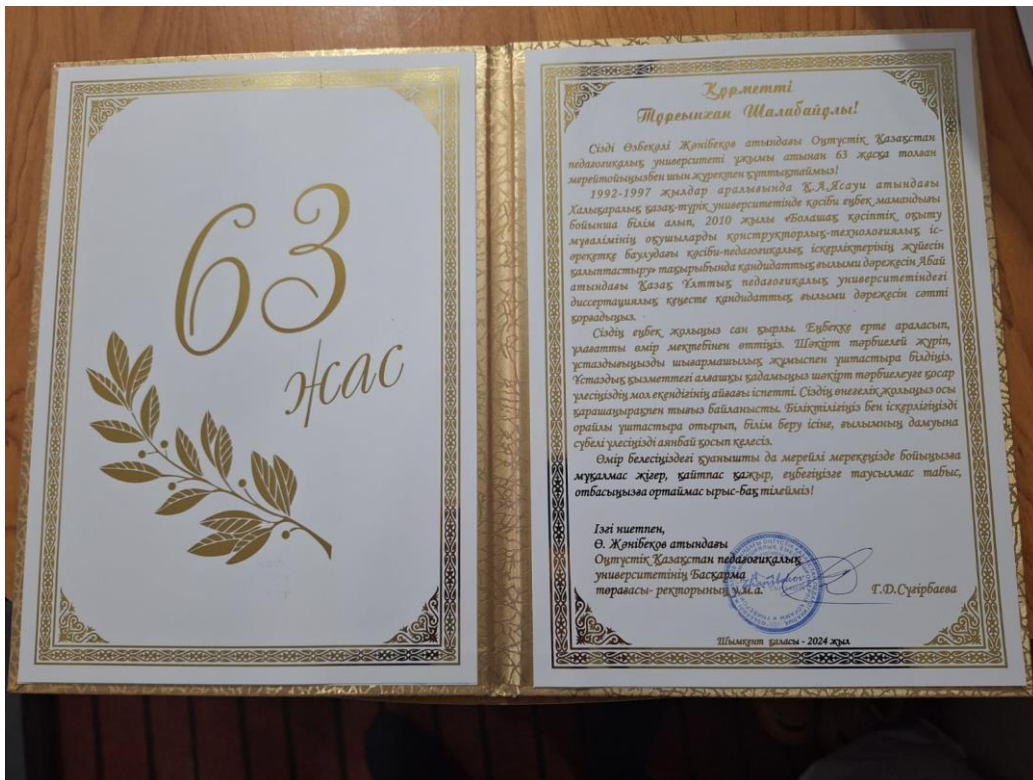 63
жас
Құрметті
Тұрсынхан Шалабайұлы!
Сізді Өзбекәлі Жәнібеков атындағы Оңтүстік Қазақстан
педагогикалық университеті ұжымы атынан 63 жасқа толған
мерейтойыңызбен шын жүректен құттықтаймыз!
1992-1997 жылдар аралығында Қ.А.Ясауи атындағы
Халықаралық қазақ-түрік университетінде кәсіби еңбек мамандығы
бойынша білім алып, 2010 жылы «Болашақ кәсіптік оқыту
мұғалімінің оқушыларды конструкторлық-технологиялық іс-
әрекетке баулудағы кәсіби-педагогикалық іскерліктерінің жүйесін
қалыптастыру» тақырыбында кандидаттық ғылыми дәрежесін Абай
атындағы Қазақ Ұлттық педагогикалық университетіндегі
диссертациялық кеңесте кандидаттық ғылыми дәрежесін сәтті
қорғадыңыз.
Сіздің еңбек жолыңыз сан қырлы. Еңбекке ерте араласып,
ұлағатты өмір мектебінен өттіңіз. Шәкірт тәрбиелей жүріп,
ұстаздығыңызды шығармашылық жұмыспен ұштастыра білдіңіз.
Ұстаздық қызметтегі алғашқы қадамыңыз шәкірт тәрбиелеуге қосар
үлесіңіздің мол екендігінің айғағы іспетті. Сіздің өнегелік жолыңыз осы
қарашаңырақпен тығыз байланысты. Біліктілігіңіз бен іскерлігіңізді
орайлы ұштастыра отырып, білім беру ісіне, ғылымның дамуына
сүбелі үлесіңізді аянбай қосып келесіз.
Өмір белесіңіздегі қуанышты да мерейлі мерекеңізде бойыңызға
мұқалмас жігер, қайтпас қажыр, еңбегіңізге таусылмас табыс,
отбасыңызға ортаймас ырыс-бақ тілейміз!
Ізгі ниетпен,
Ө. Жәнібеков атындағы
Оңтүстік Қазақстан педагогикалық
университетінің Басқарма
төрағасы- ректорының у.м.а.
Г.Д.Сүгірбаева
Шымкент қаласы - 2024 жыл